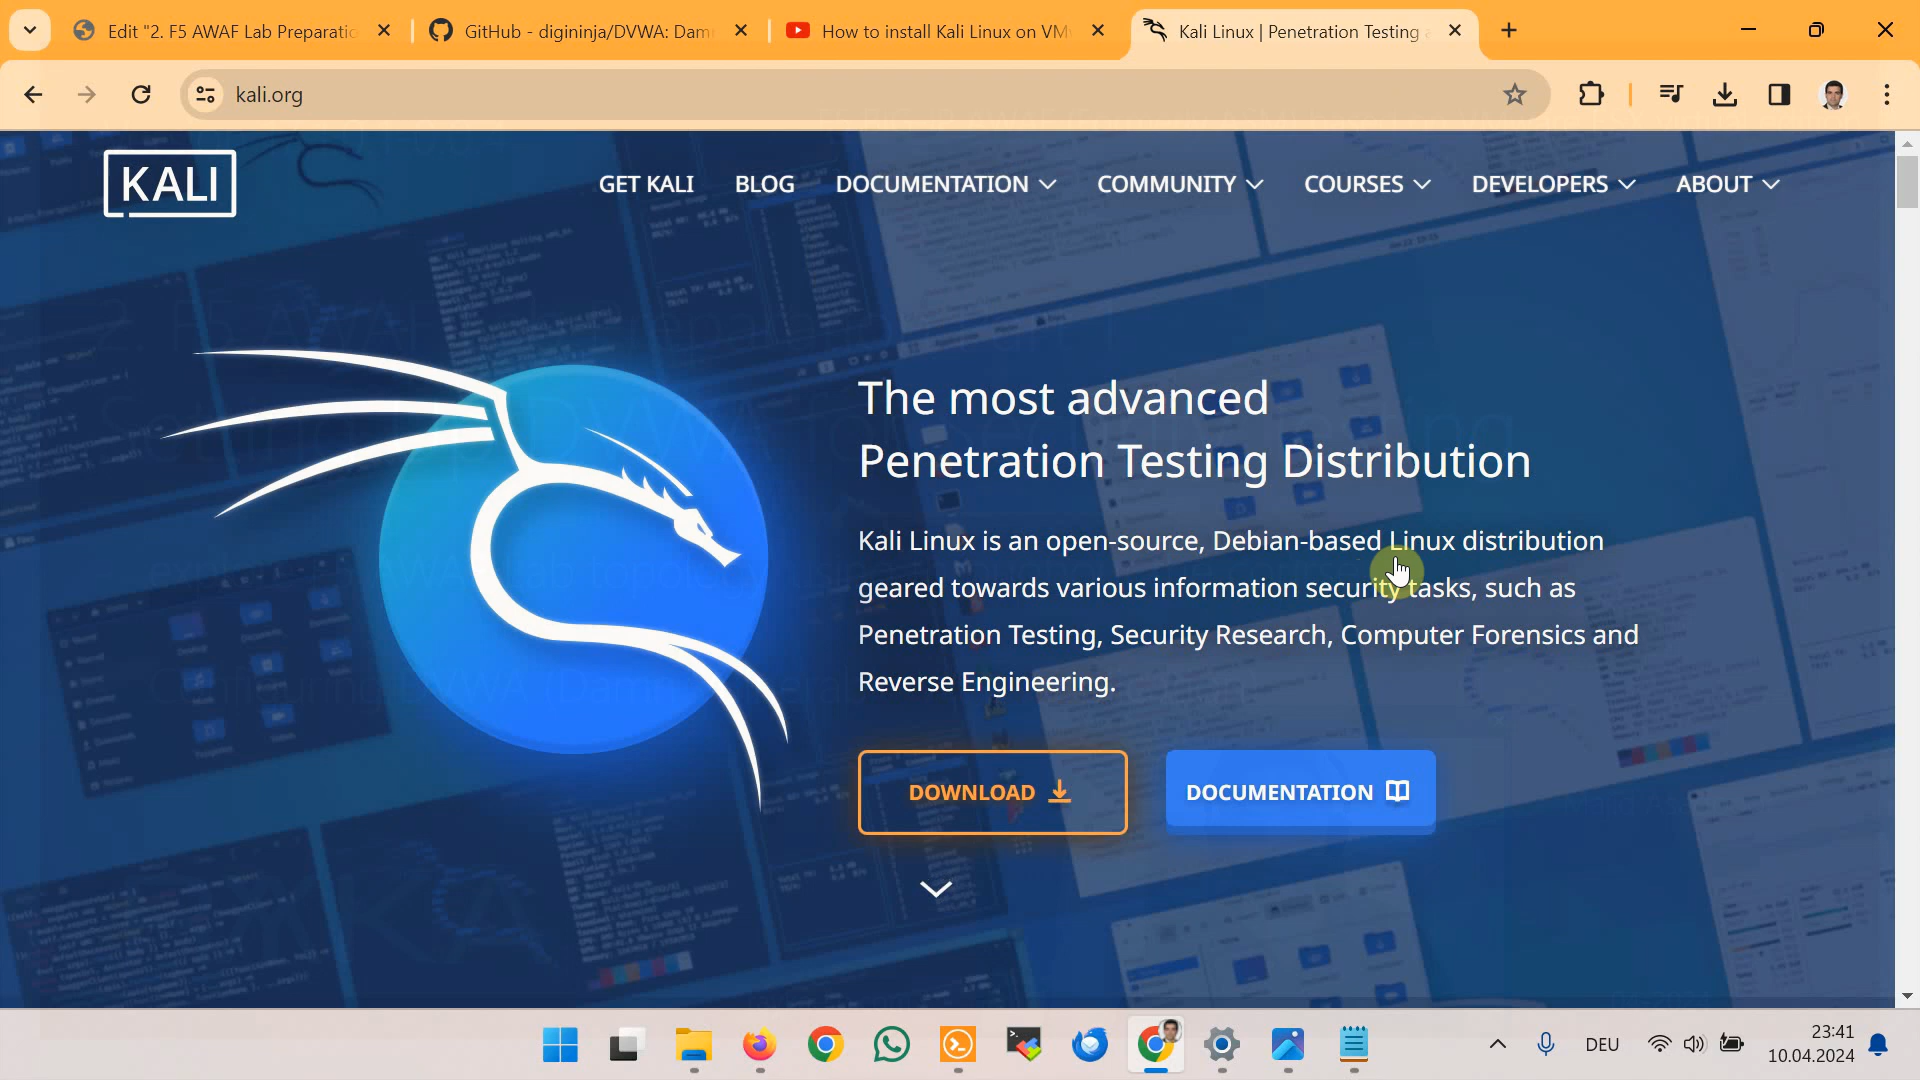 Edit "2. F5 AWAF Lab Preparatio
GitHub - digininja/DVWA: Dam
How to install Kali Linux on VM
Kali Linux | Penetration Testing a
kali.org
KALI
GET KALI
BLOG
DOCUMENTATION
COMMUNITY
COURSES
DEVELOPERS
ABOUT
The most advanced
Penetration Testing Distribution
Kali Linux is an open-source, Debian-based Linux distribution
geared towards various information security tasks, such as
Penetration Testing, Security Research, Computer Forensics and
Reverse Engineering.
DOWNLOAD
DOCUMENTATION
DEU
23:41
10.04.2024